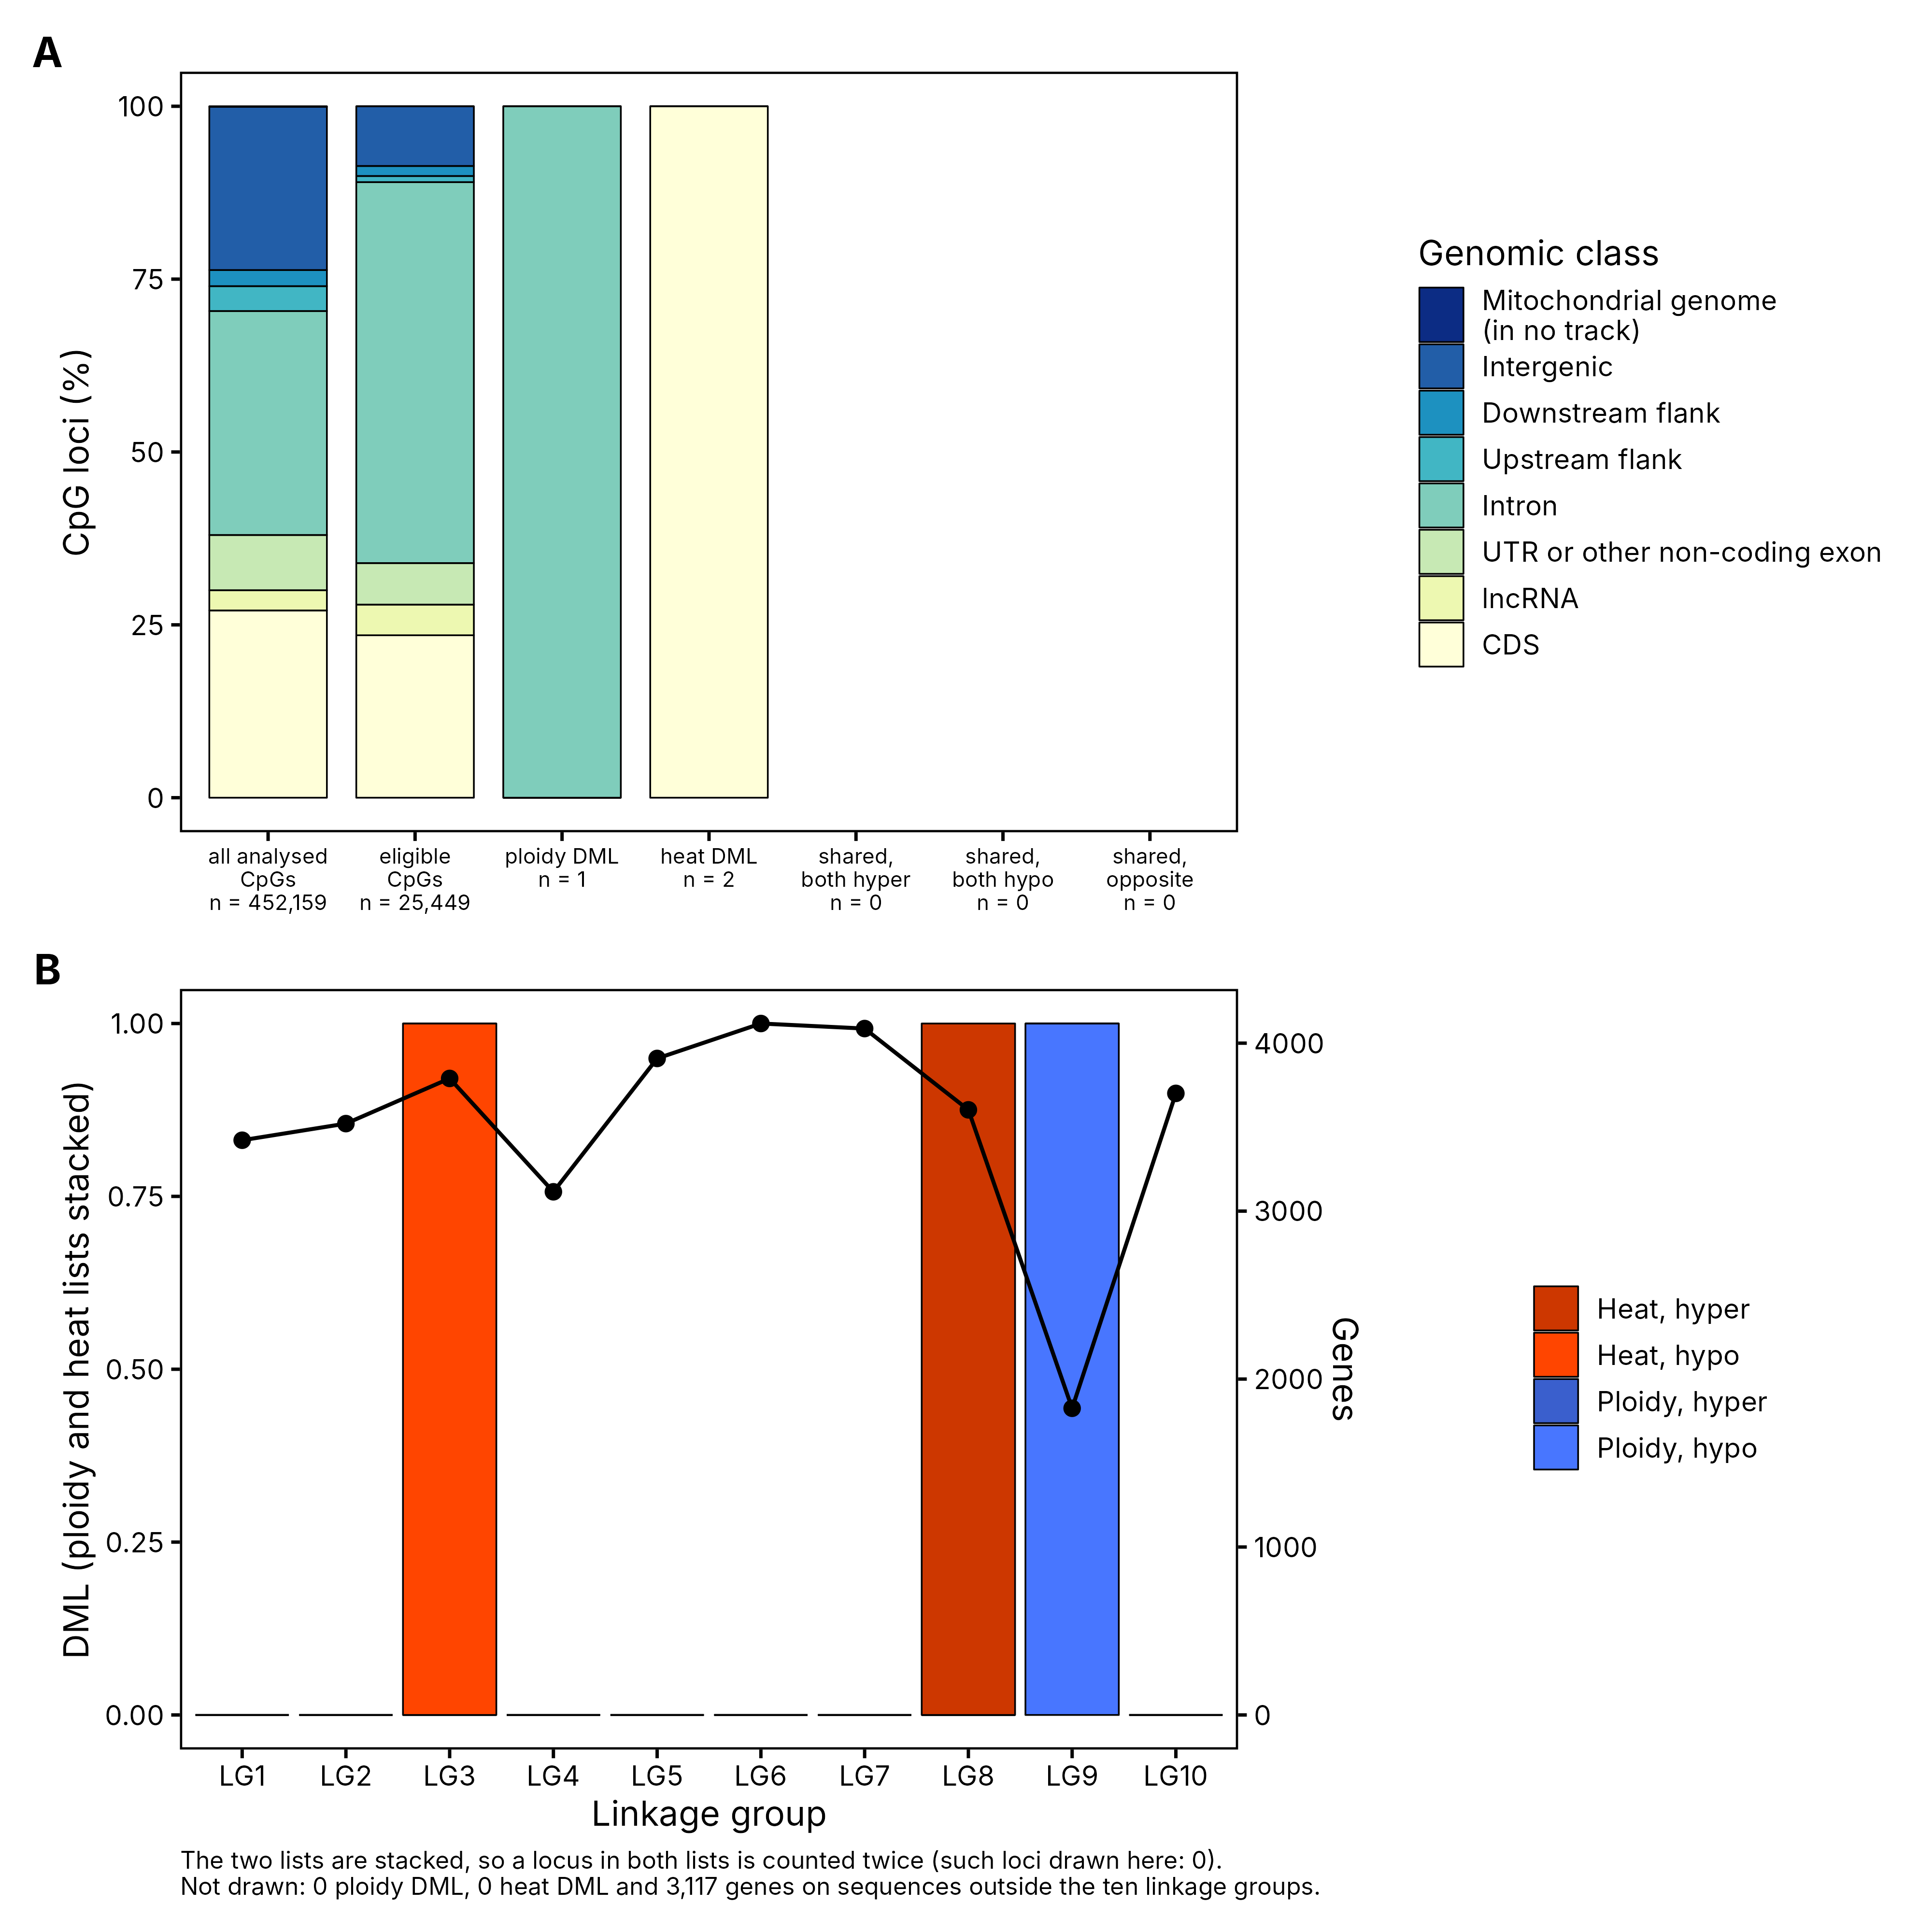 A
100
75
50
25
0
CpG loci (%)
all analysed
CpGs
n = 452,159
eligible
CpGs
n = 25,449
ploidy DML
n = 1
heat DML
n = 2
shared,
both hyper
n = 0
shared,
both hypo
n = 0
shared,
opposite
n = 0
Genomic class
Mitochondrial genome
(in no track)
Intergenic
Downstream flank
Upstream flank
Intron
UTR or other non-coding exon
lncRNA
CDS
B
1.00
0.75
0.50
0.25
0.00
DML (ploidy and heat lists stacked)
4000
3000
2000
1000
0
Genes
LG1
LG2
LG3
LG4
LG5
LG6
LG7
LG8
LG9
LG10
Linkage group
Heat, hyper
Heat, hypo
Ploidy, hyper
Ploidy, hypo
The two lists are stacked, so a locus in both lists is counted twice (such loci drawn here: 0).
Not drawn: 0 ploidy DML, 0 heat DML and 3,117 genes on sequences outside the ten linkage groups.